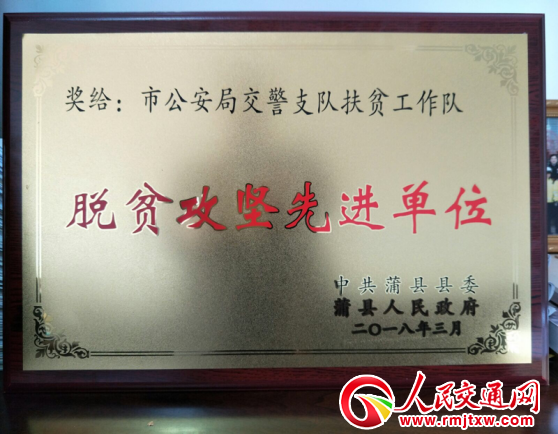 奖给：市公安局交警支队扶贫工作队
脱贫攻坚先进单位
中共蒲县县委
蒲县人民政府
二〇一八年三月
人民交通网
www.rmjtxw.com